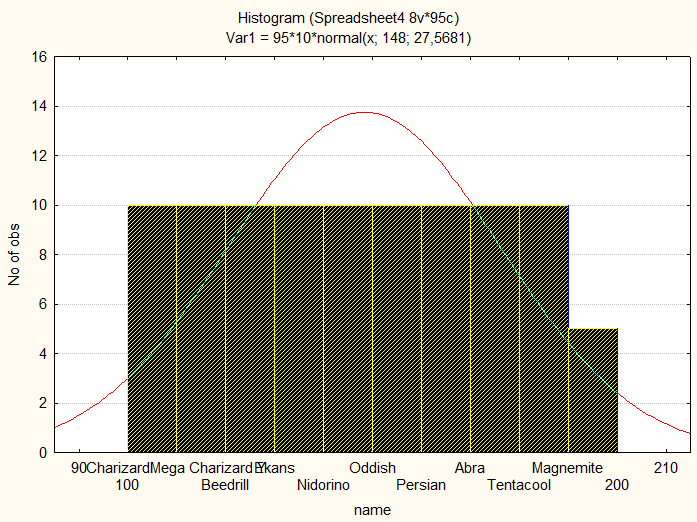 Histogram (Spreadsheet4 8v*95c)
Var1 = 95*10*normal(x; 148; 27,5681)
16
14
12
10
8
6
4
2
0
No of obs
90 Charizard Mega Charizard Y Ekans Oddish Abra Magnemite 210
100 Beedrill Nidorino Persian Tentacool 200
name